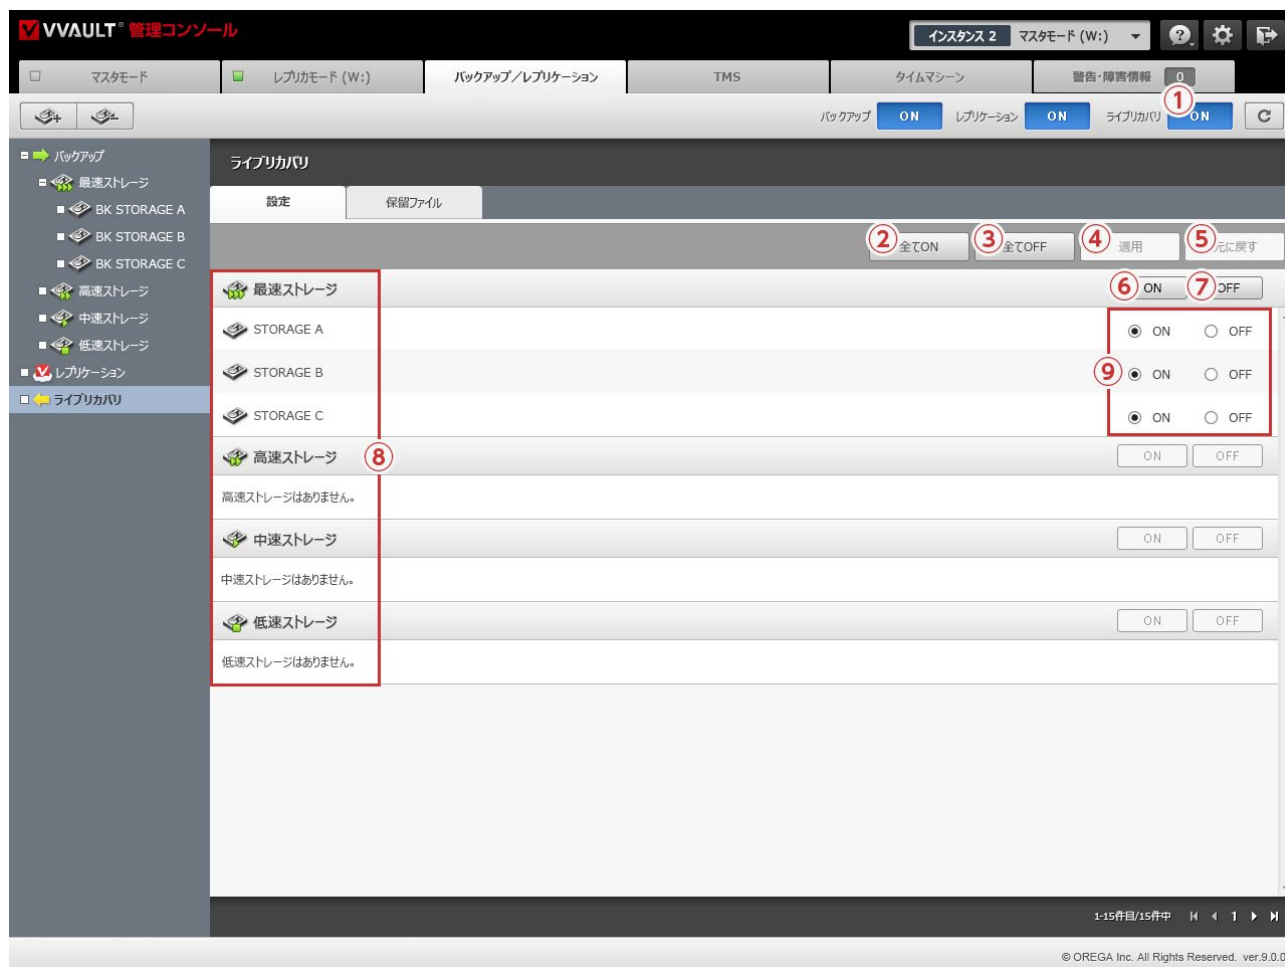 VVAULT® 管理コンソール
インスタンス 2 マスタモード (W:)
マスタモード レプリカモード (W:) バックアップ／レプリケーション TMS タイムマシーン 警告・障害情報 0
①
バックアップ ON レプリケーション ON ライブリカバリ ON
バックアップ
最速ストレージ
BK STORAGE A
BK STORAGE B
BK STORAGE C
高速ストレージ
中速ストレージ
低速ストレージ
レプリケーション
ライブリカバリ
ライブリカバリ
設定 保留ファイル
② 全てON ③ 全てOFF ④ 適用 ⑤ 元に戻す
最速ストレージ ⑥ ON ⑦ OFF
STORAGE A ON OFF
STORAGE B ⑨ ON OFF
STORAGE C ON OFF
高速ストレージ ⑧ ON OFF
高速ストレージはありません。
中速ストレージ ON OFF
中速ストレージはありません。
低速ストレージ ON OFF
低速ストレージはありません。
1-15件目/15件中 1
© OREGA Inc. All Rights Reserved. ver.9.0.0